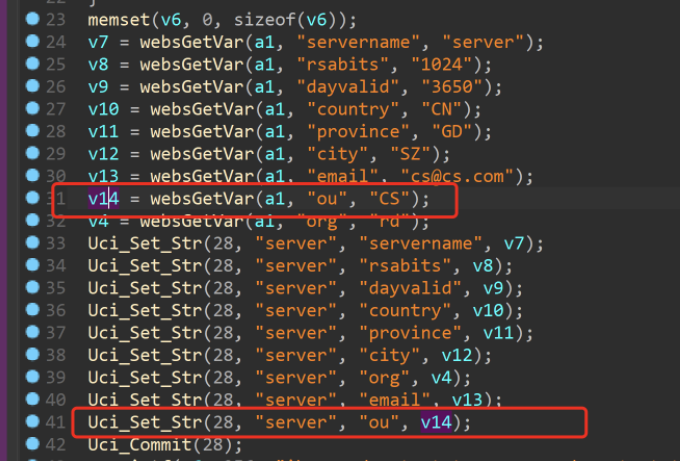 23 memset(v6, 0, sizeof(v6));
24 v7 = websGetVar(a1, "servername", "server");
25 v8 = websGetVar(a1, "rsabits", "1024");
26 v9 = websGetVar(a1, "dayvalid", "3650");
27 v10 = websGetVar(a1, "country", "CN");
28 v11 = websGetVar(a1, "province", "GD");
29 v12 = websGetVar(a1, "city", "SZ");
30 v13 = websGetVar(a1, "email", "cs@cs.com");
31 v14 = websGetVar(a1, "ou", "CS");
32 v4 = websGetVar(a1, "org", "rd");
33 Uci_Set_Str(28, "server", "servername", v7);
34 Uci_Set_Str(28, "server", "rsabits", v8);
35 Uci_Set_Str(28, "server", "dayvalid", v9);
36 Uci_Set_Str(28, "server", "country", v10);
37 Uci_Set_Str(28, "server", "province", v11);
38 Uci_Set_Str(28, "server", "city", v12);
39 Uci_Set_Str(28, "server", "org", v4);
40 Uci_Set_Str(28, "server", "email", v13);
41 Uci_Set_Str(28, "server", "ou", v14);
42 Uci_Commit(28);